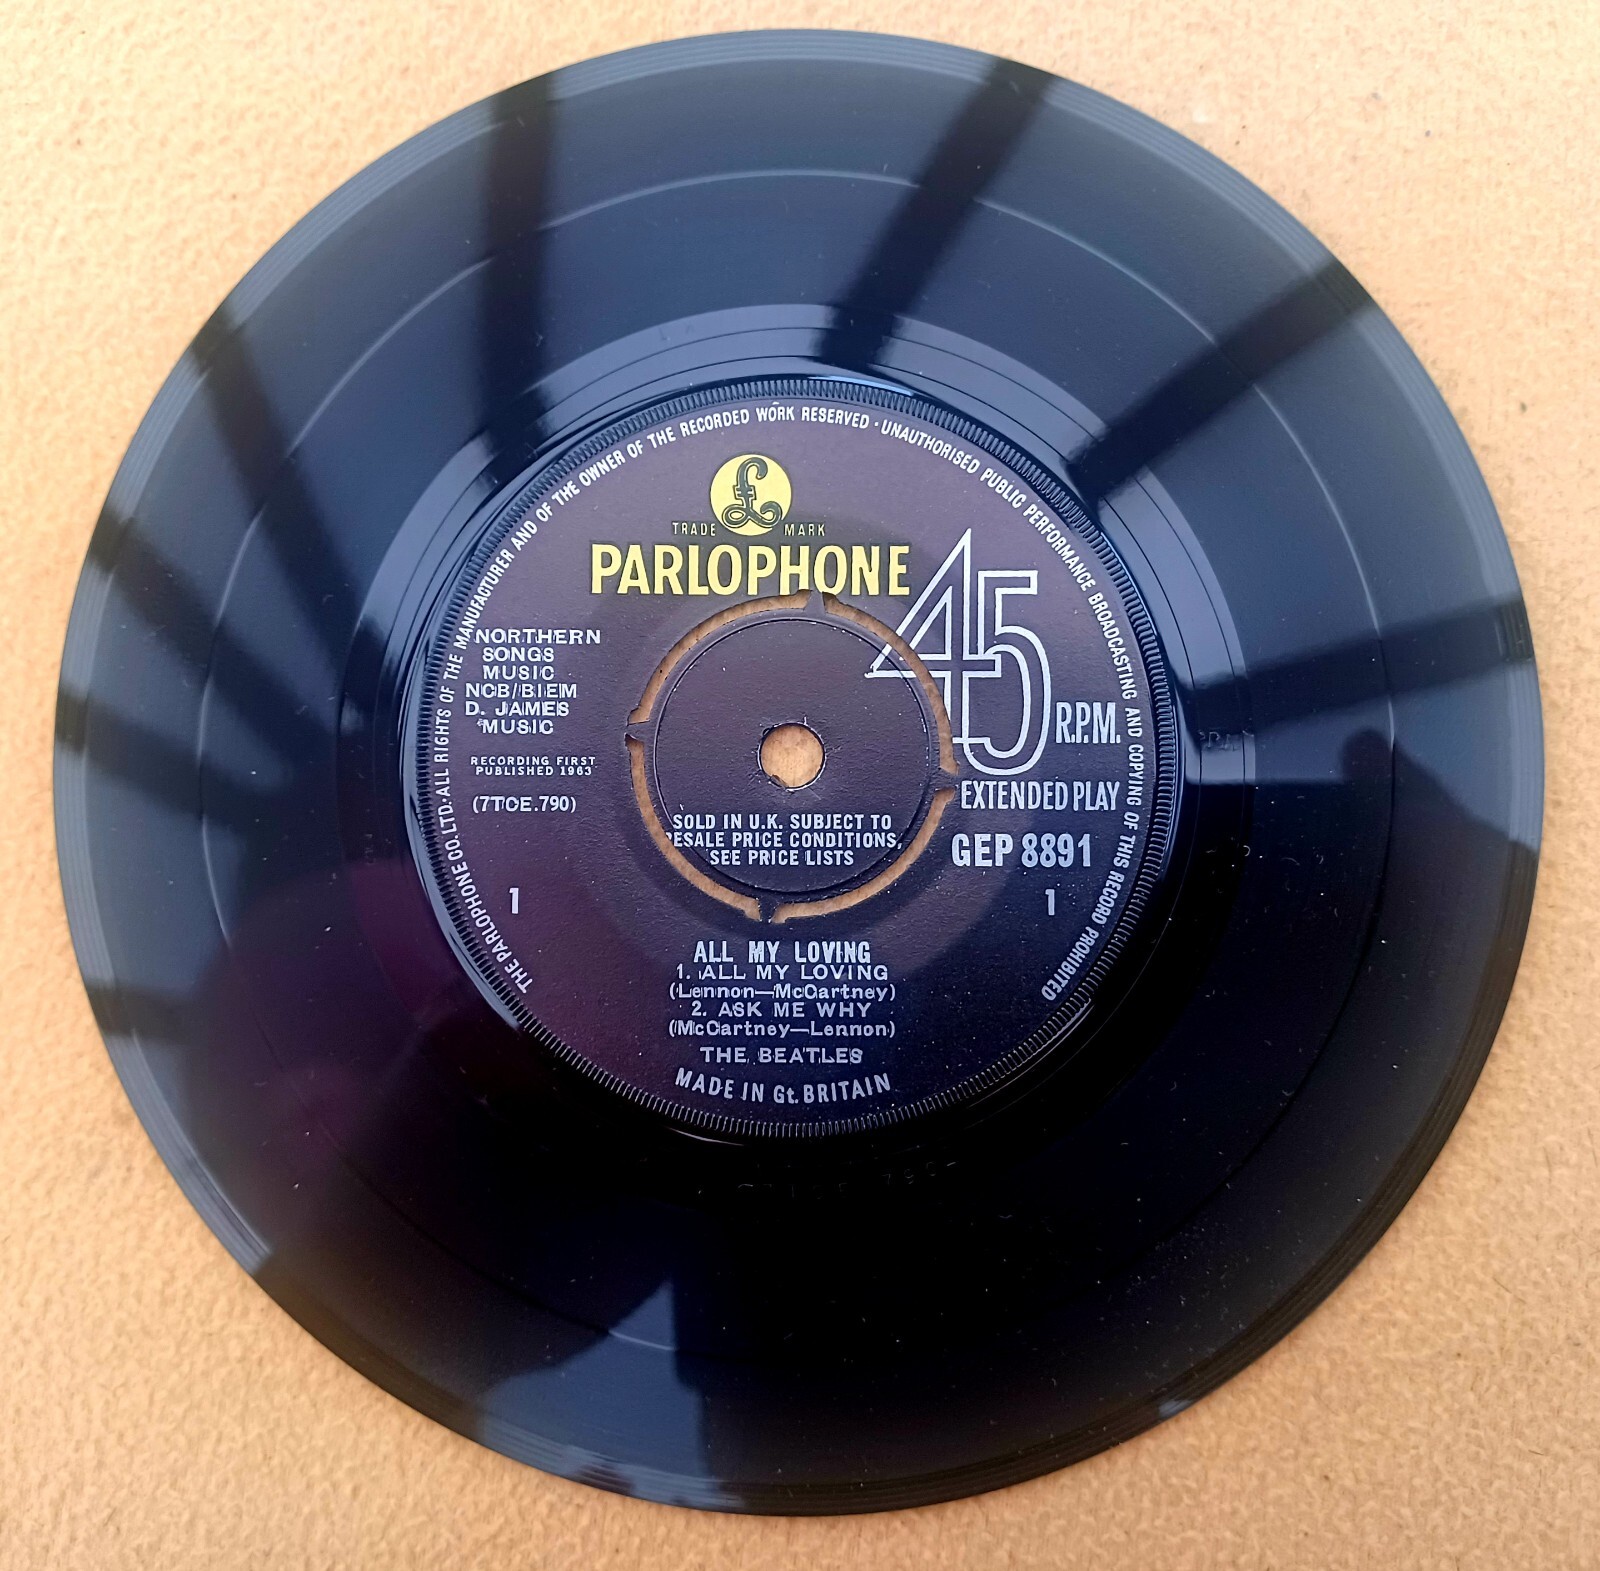 THE PARLOPHONE CO. LTD. · ALL RIGHTS OF THE MANUFACTURER AND OF THE OWNER OF THE RECORDED WORK RESERVED · UNAUTHORISED PUBLIC PERFORMANCE BROADCASTING AND COPYING OF THIS RECORD PROHIBITED
£
TRADE MARK
PARLOPHONE
45
R.P.M.
EXTENDED PLAY
GEP 8891
1
NORTHERN
SONGS
MUSIC
NCB/BIEM
D. JAMES
MUSIC
RECORDING FIRST
PUBLISHED 1963
(7TCE.790)
1
SOLD IN U.K. SUBJECT TO
RESALE PRICE CONDITIONS,
SEE PRICE LISTS
ALL MY LOVING
1. ALL MY LOVING
(Lennon—McCartney)
2. ASK ME WHY
(McCartney—Lennon)
THE BEATLES
MADE IN Gt. BRITAIN